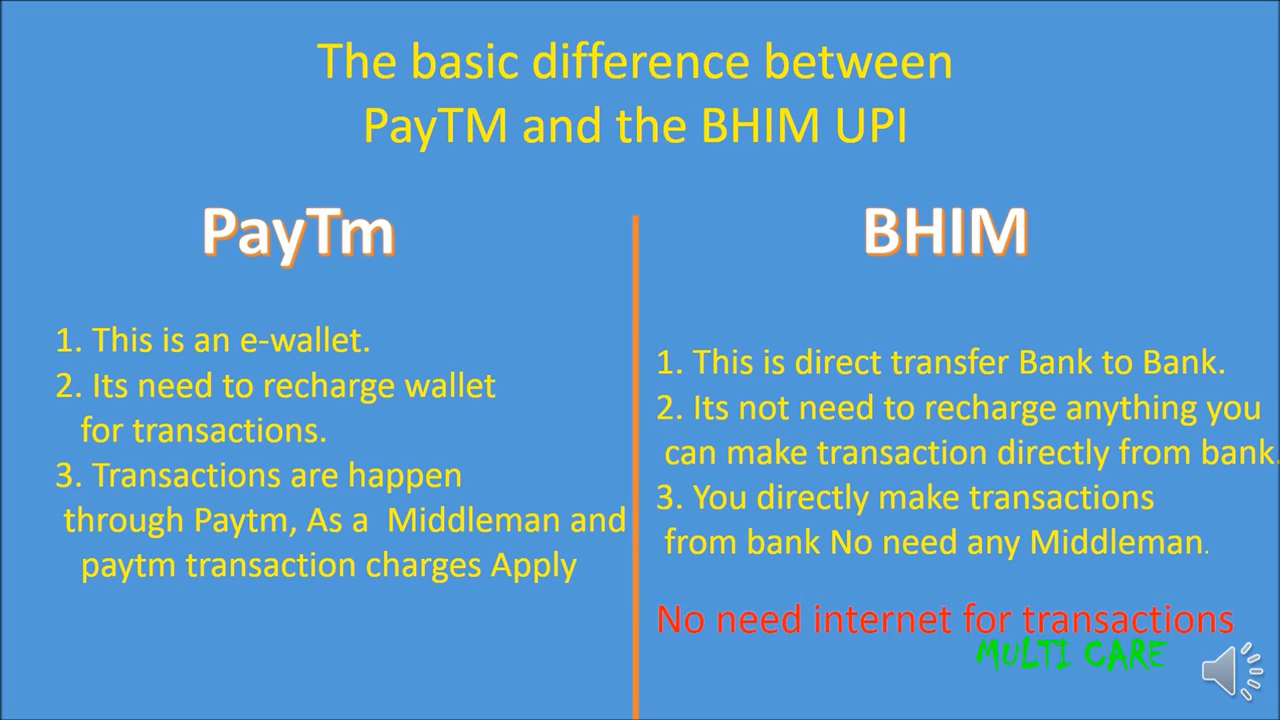 The basic difference between
PayTM and the BHIM UPI
PayTm
1. This is an e-wallet.
2. Its need to recharge wallet
for transactions.
3. Transactions are happen
through Paytm, As a Middleman and
paytm transaction charges Apply
BHIM
1. This is direct transfer Bank to Bank.
2. Its not need to recharge anything you
can make transaction directly from bank.
3. You directly make transactions
from bank No need any Middleman.
No need internet for transactions
MULTI CARE